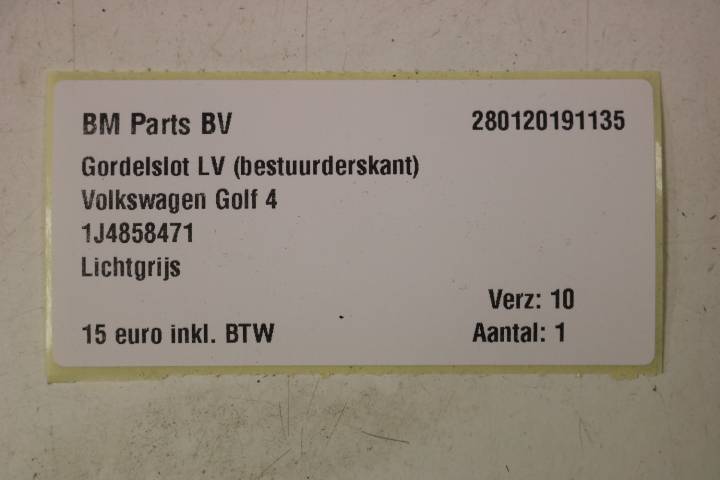 BM Parts BV 280120191135
Gordelslot LV (bestuurderskant)
Volkswagen Golf 4
1J4858471
Lichtgrijs
Verz: 10
15 euro inkl. BTW Aantal: 1